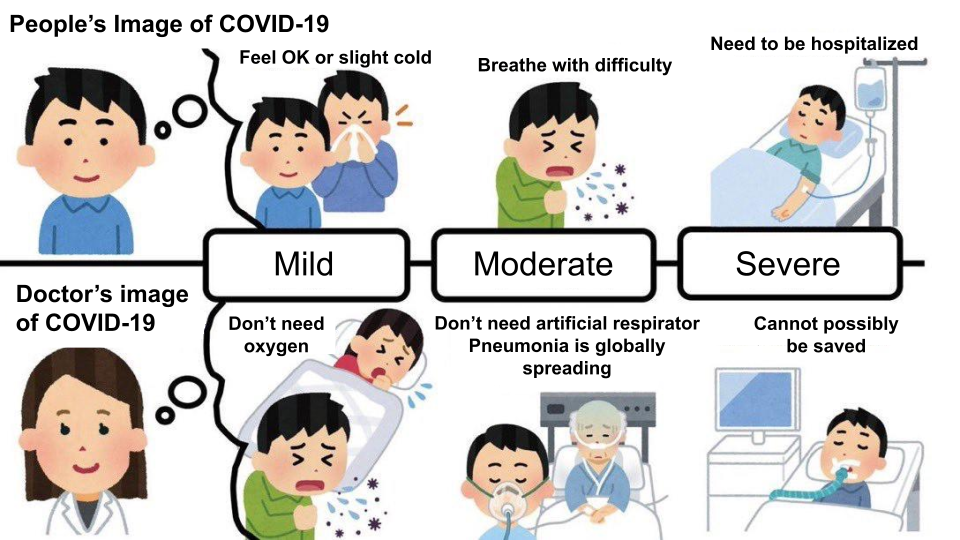 People's Image of COVID-19
Feel OK or slight cold
Breathe with difficulty
Need to be hospitalized
Mild
Moderate
Severe
Doctor's image
of COVID-19
Don't need
oxygen
Don't need artificial respirator
Pneumonia is globally
spreading
Cannot possibly
be saved